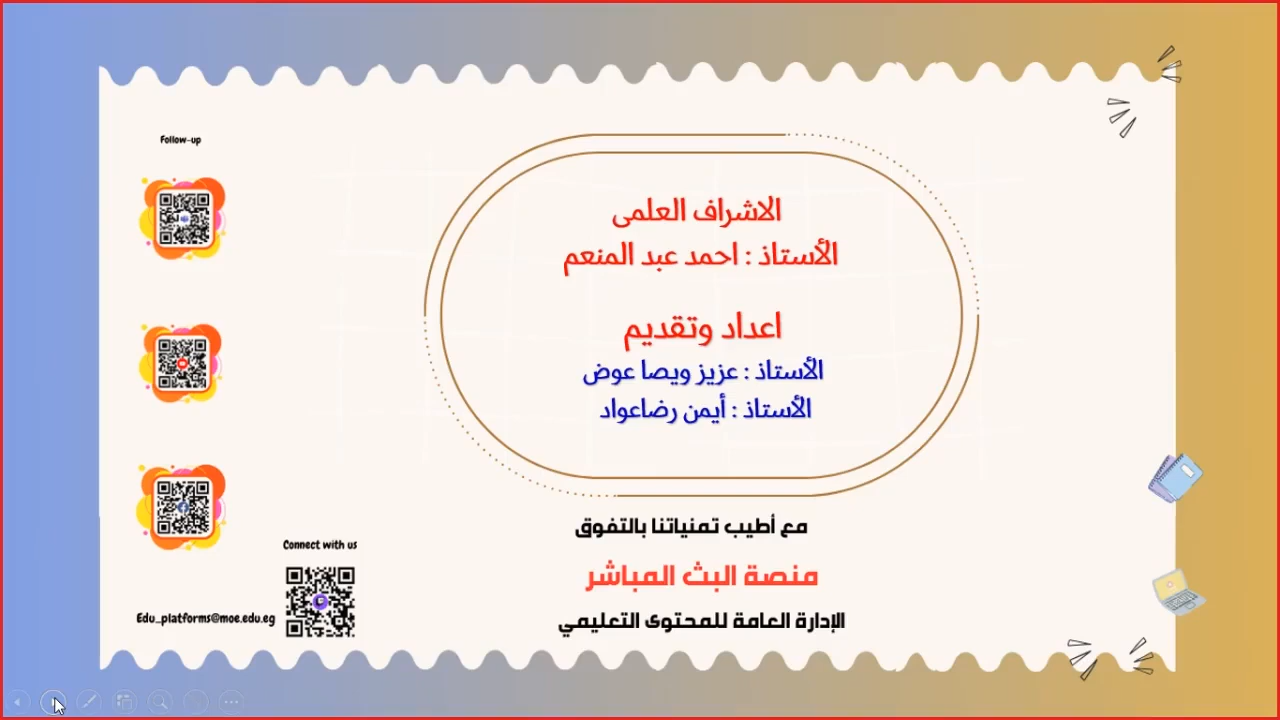 Follow-up
الاشراف العلمى
الأستاذ : احمد عبد المنعم
اعداد وتقديم
الأستاذ : عزيز ويصا عوض
الأستاذ : أيمن رضاعواد
مع أطيب تمنياتنا بالتفوق
Connect with us
منصة البث المباشر
Edu_platforms@moe.edu.eg
الإدارة العامة للمحتوى التعليمي